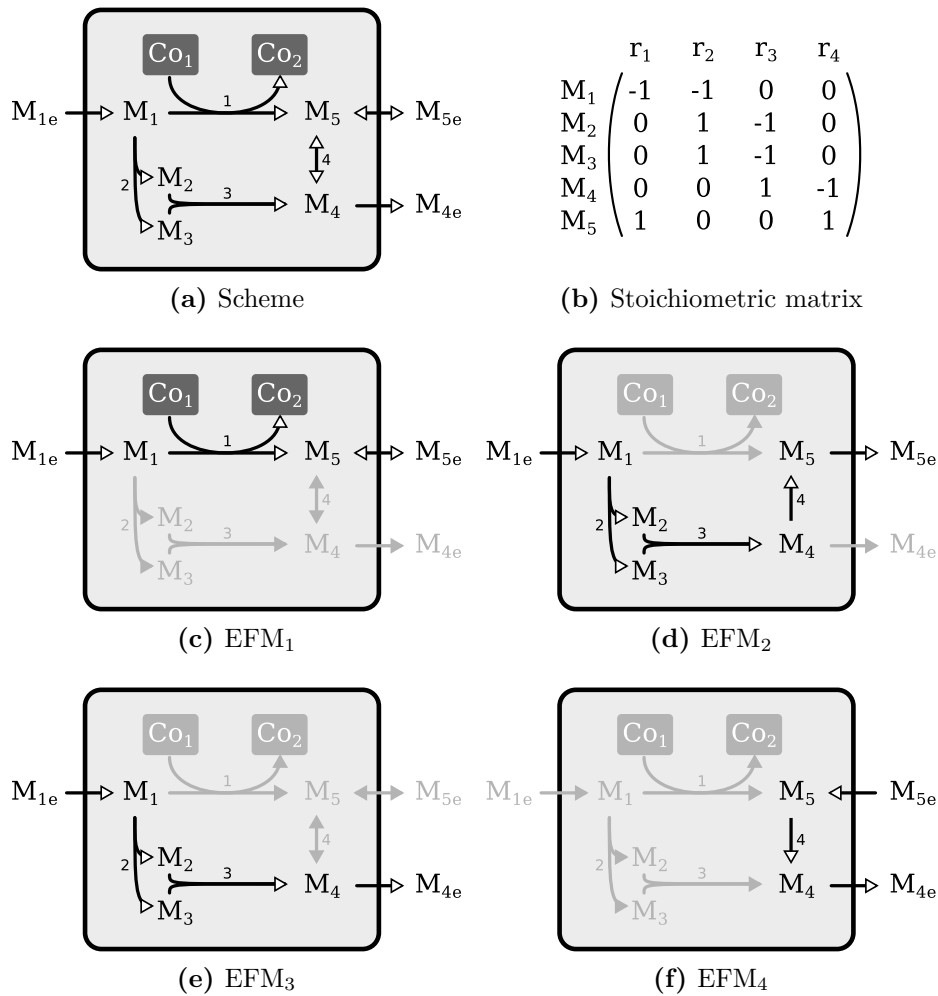 Co₁ Co₂
1
M₁ₑ M₁ M₅ M₅ₑ
4
2 M₂ 3
M₄ M₄ₑ
M₃
(a) Scheme
r₁ r₂ r₃ r₄
M₁ -1 -1 0 0
M₂ 0 1 -1 0
M₃ 0 1 -1 0
M₄ 0 0 1 -1
M₅ 1 0 0 1
(b) Stoichiometric matrix
Co₁ Co₂
1
M₁ₑ M₁ M₅ M₅ₑ
4
2 M₂ 3
M₄ M₄ₑ
M₃
(c) EFM₁
Co₁ Co₂
1
M₁ₑ M₁ M₅ M₅ₑ
4
2 M₂ 3
M₄ M₄ₑ
M₃
(d) EFM₂
Co₁ Co₂
1
M₁ₑ M₁ M₅ M₅ₑ
4
2 M₂ 3
M₄ M₄ₑ
M₃
(e) EFM₃
Co₁ Co₂
1
M₁ₑ M₁ M₅ M₅ₑ
4
2 M₂ 3
M₄ M₄ₑ
M₃
(f) EFM₄